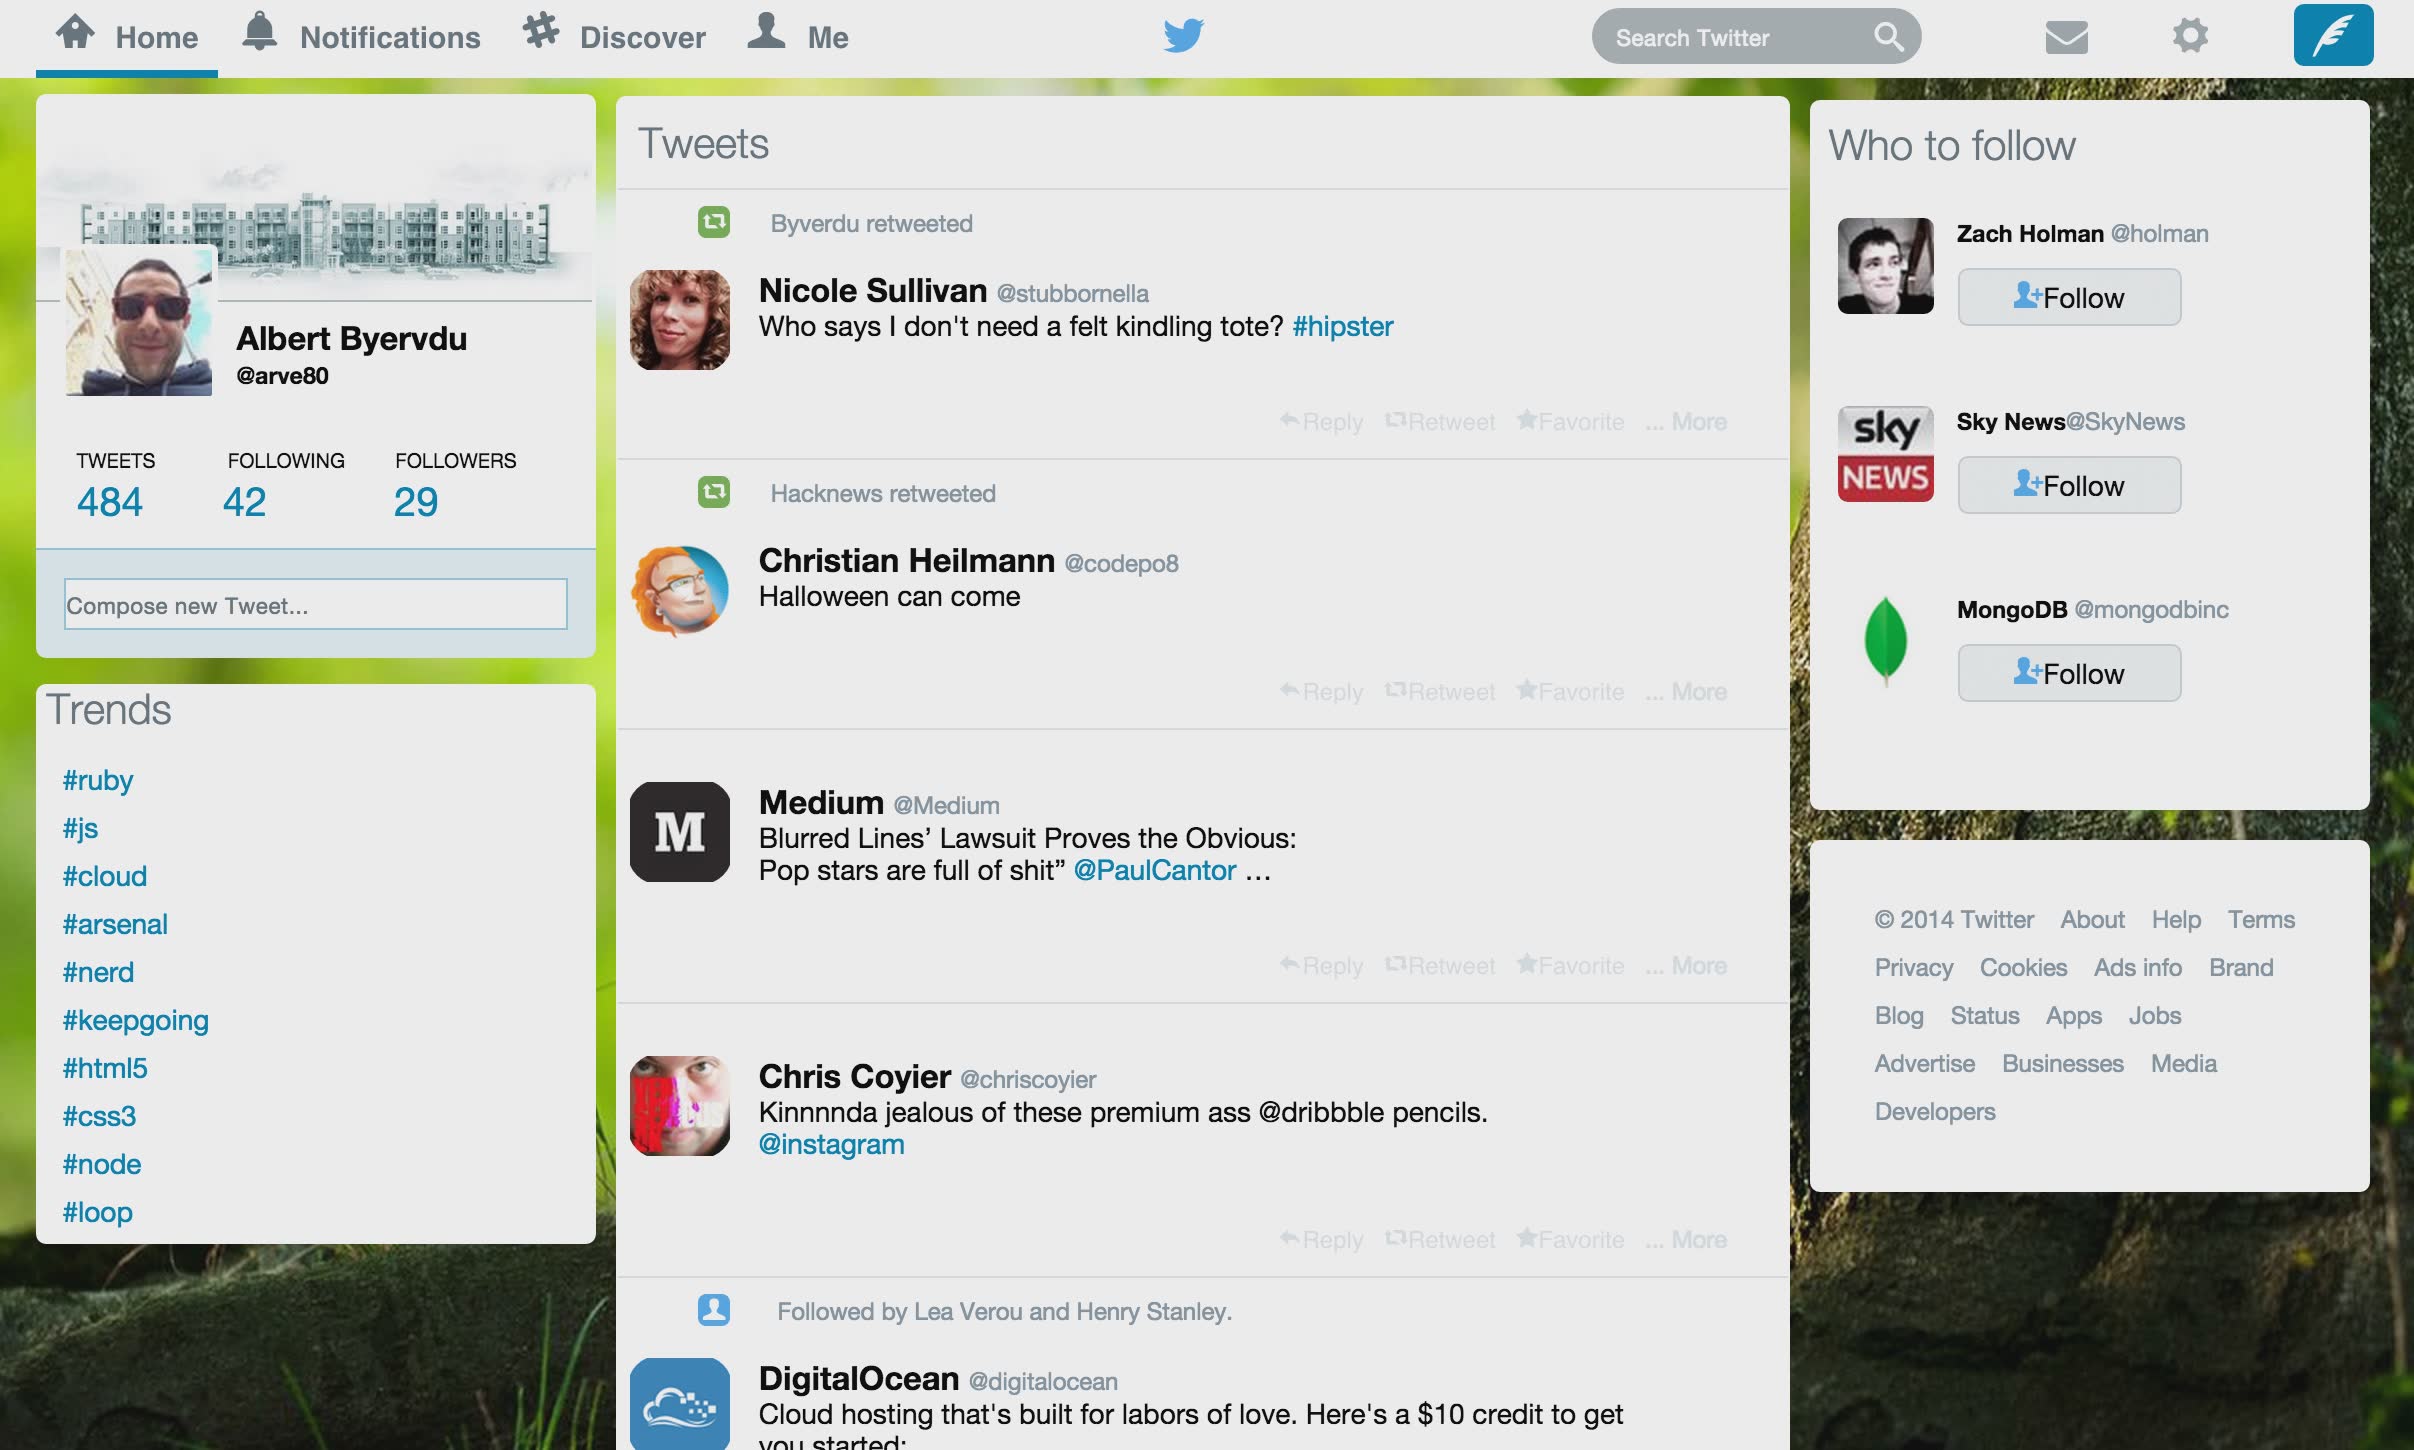 Home Notifications Discover Me Search Twitter
Albert Byervdu
@arve80
TWEETS FOLLOWING FOLLOWERS
484 42 29
Compose new Tweet...
Trends
#ruby
#js
#cloud
#arsenal
#nerd
#keepgoing
#html5
#css3
#node
#loop
Tweets
Byverdu retweeted
Nicole Sullivan @stubbornella
Who says I don't need a felt kindling tote? #hipster
Reply Retweet Favorite ... More
Hacknews retweeted
Christian Heilmann @codepo8
Halloween can come
Reply Retweet Favorite ... More
M
Medium @Medium
Blurred Lines’ Lawsuit Proves the Obvious:
Pop stars are full of shit” @PaulCantor …
Reply Retweet Favorite ... More
Chris Coyier @chriscoyier
Kinnnnda jealous of these premium ass @dribbble pencils.
@instagram
Reply Retweet Favorite ... More
Followed by Lea Verou and Henry Stanley.
DigitalOcean @digitalocean
Cloud hosting that's built for labors of love. Here's a $10 credit to get
you started:
Who to follow
Zach Holman @holman
Follow
sky
NEWS
Sky News@SkyNews
Follow
MongoDB @mongodbinc
Follow
© 2014 Twitter About Help Terms
Privacy Cookies Ads info Brand
Blog Status Apps Jobs
Advertise Businesses Media
Developers